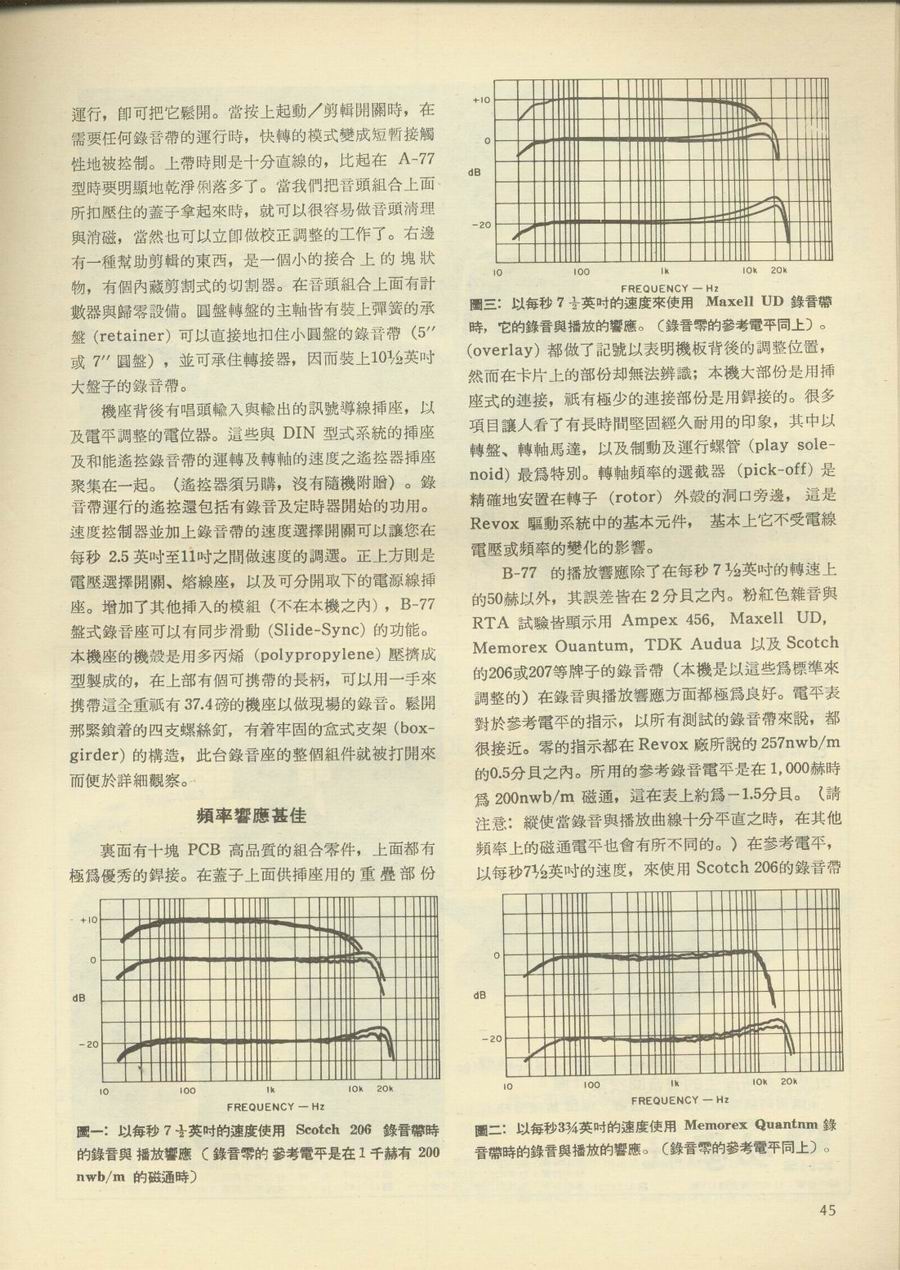 運行，卽可把它鬆開。當按上起動／剪輯開關時，在
需要任何錄音帶的運行時，快轉的模式變成短暫接觸
性地被控制。上帶時則是十分直線的，比起在 A-77
型時要明顯地乾淨俐落多了。當我們把音頭組合上面
所扣壓住的蓋子拿起來時，就可以很容易做音頭清理
與消磁，當然也可以立卽做校正調整的工作了。右邊
有一種幫助剪輯的東西，是一個小的接合上的塊狀
物，有個內藏剪割式的切割器。在音頭組合上面有計
數器與歸零設備。圓盤轉盤的主軸皆有裝上彈簧的承
盤 (retainer) 可以直接地扣住小圓盤的錄音帶（5″
或 7″ 圓盤），並可承住轉接器，因而裝上10½英吋
大盤子的錄音帶。
機座背後有唱頭輸入與輸出的訊號導線揷座，以
及電平調整的電位器。這些與 DIN 型式系統的揷座
及和能遙控錄音帶的運轉及轉軸的速度之遙控器揷座
聚集在一起。（遙控器須另購，沒有隨機附贈）。錄
音帶運行的遙控還包括有錄音及定時器開始的功用。
速度控制器並加上錄音帶的速度選擇開關可以讓您在
每秒 2.5 英吋至11吋之間做速度的調選。正上方則是
電壓選擇開關、熔線座，以及可分開取下的電源線揷
座。增加了其他揷入的模組（不在本機之內），B-77
盤式錄音座可以有同步滑動 (Slide-Sync) 的功能。
本機座的機殼是用多丙烯 (polypropylene) 壓擠成
型製成的，在上部有個可携帶的長柄，可以用一手來
携帶這全重祇有 37.4 磅的機座以做現場的錄音。鬆開
那緊鎖着的四支螺絲釘，有着牢固的盒式支架 (box-
girder) 的構造，此台錄音座的整個組件就被打開來
而便於詳細觀察。
頻率響應甚佳
裏面有十塊 PCB 高品質的組合零件，上面都有
極爲優秀的銲接。在蓋子上面供揷座用的重疊部份
+10
0
dB
-20
10
100
1k
10k
20k
FREQUENCY — Hz
圖一：以每秒 7 ½英吋的速度使用 Scotch 206 錄音帶時
的錄音與播放響應（錄音零的參考電平是在 1 千赫有 200
nwb/m 的磁通時）
+10
0
dB
-20
10
100
1k
10k
20k
FREQUENCY — Hz
圖三：以每秒 7 ½英吋的速度來使用 Maxell UD 錄音帶
時，它的錄音與播放的響應。（錄音零的參考電平同上）。
(overlay) 都做了記號以表明機板背後的調整位置，
然而在卡片上的部份却無法辨識；本機大部份是用揷
座式的連接，祇有極少的連接部份是用銲接的。很多
項目讓人看了有長時間堅固經久耐用的印象，其中以
轉盤、轉軸馬達，以及制動及運行螺管 (play sole-
noid) 最爲特別。轉軸頻率的選截器 (pick-off) 是
精確地安置在轉子 (rotor) 外殼的洞口旁邊，這是
Revox 驅動系統中的基本元件，基本上它不受電線
電壓或頻率的變化的影響。
B-77 的播放響應除了在每秒 7 ½英吋的轉速上
的50赫以外，其誤差皆在 2 分貝之內。粉紅色雜音與
RTA 試驗皆顯示用 Ampex 456, Maxell UD,
Memorex Ouantum, TDK Audua 以及 Scotch
的206或207等牌子的錄音帶（本機是以這些爲標準來
調整的）在錄音與播放響應方面都極爲良好。電平表
對於參考電平的指示，以所有測試的錄音帶來說，都
很接近。零的指示都在 Revox 廠所說的 257nwb/m
的0.5分貝之內。所用的參考錄音電平是在 1,000赫時
爲 200nwb/m 磁通，這在表上約爲－1.5分貝。（請
注意：縱使當錄音與播放曲線十分平直之時，在其他
頻率上的磁通電平也會有所不同的。）在參考電平，
以每秒7½英吋的速度，來使用 Scotch 206的錄音帶
0
dB
-20
10
100
1k
10k
20k
FREQUENCY — Hz
圖二：以每秒3¾英吋的速度使用 Memorex Quantnm 錄
音帶時的錄音與播放的響應。（錄音零的參考電平同上）。
45